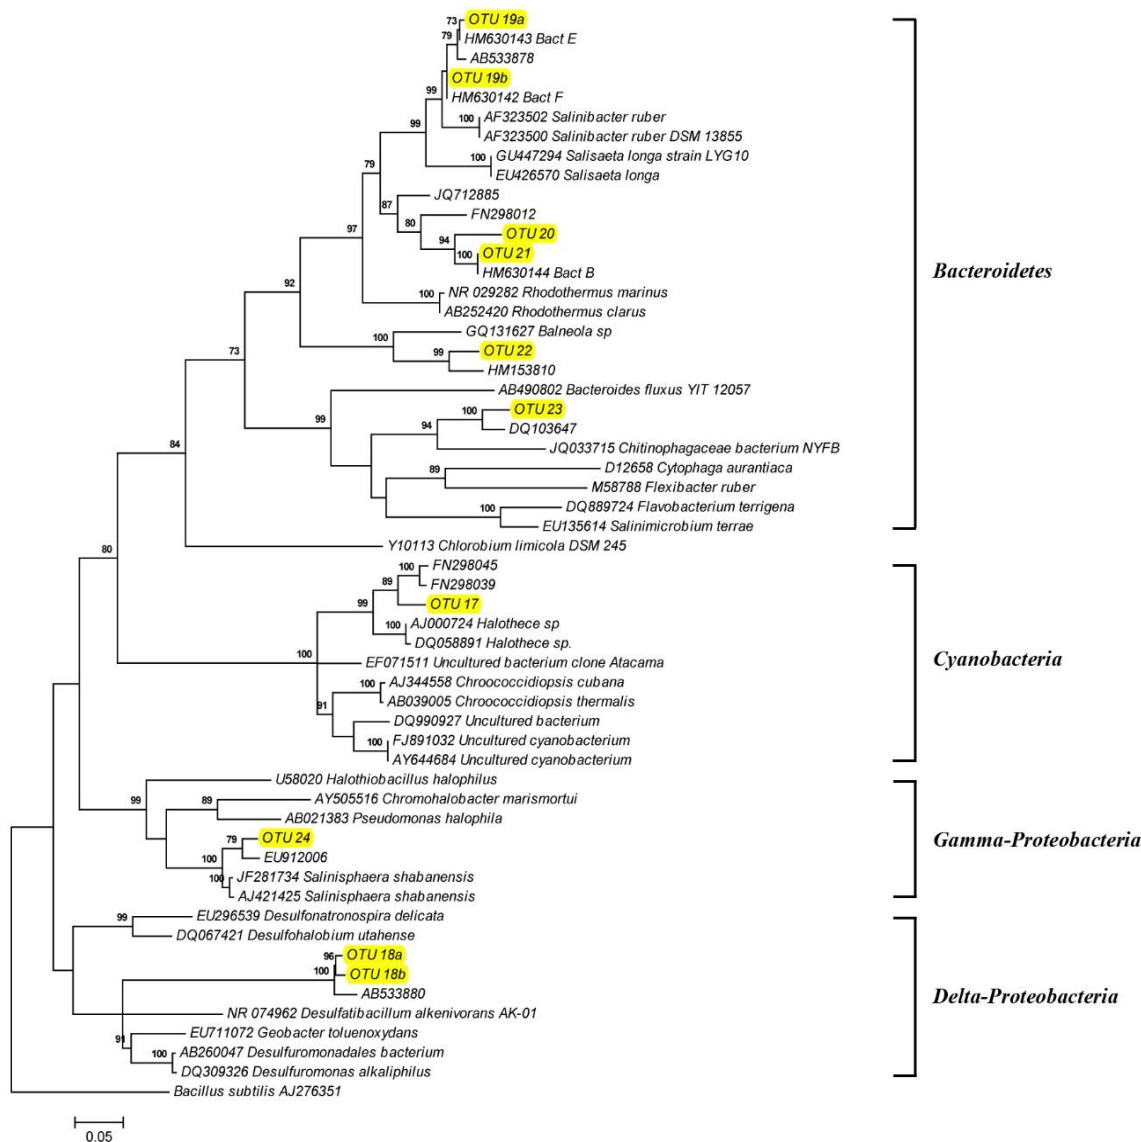 73
OTU 19a
79
HM630143 Bact E
AB533878
OTU 19b
99
HM630142 Bact F
AF323502 Salinibacter ruber
100
AF323500 Salinibacter ruber DSM 13855
99
GU447294 Salisaeta longa strain LYG10
100
EU426570 Salisaeta longa
79
JQ712885
87
FN298012
80
OTU 20
97
94
OTU 21
100
HM630144 Bact B
Bacteroidetes
92
NR 029282 Rhodothermus marinus
100
AB252420 Rhodothermus clarus
GQ131627 Balneola sp
100
OTU 22
73
99
HM153810
AB490802 Bacteroides fluxus YIT 12057
OTU 23
100
99
DQ103647
94
84
JQ033715 Chitinophagaceae bacterium NYFB
D12658 Cytophaga aurantiaca
89
M58788 Flexibacter ruber
DQ889724 Flavobacterium terrigena
100
EU135614 Salinimicrobium terrae
Y10113 Chlorobium limicola DSM 245
80
FN298045
100
FN298039
89
OTU 17
99
AJ000724 Halothece sp
100
DQ058891 Halothece sp.
100
EF071511 Uncultured bacterium clone Atacama
Cyanobacteria
AJ344558 Chroococcidiopsis cubana
100
AB039005 Chroococcidiopsis thermalis
91
DQ990927 Uncultured bacterium
FJ891032 Uncultured cyanobacterium
100
AY644684 Uncultured cyanobacterium
U58020 Halothiobacillus halophilus
99
AY505516 Chromohalobacter marismortui
89
AB021383 Pseudomonas halophila
OTU 24
79
Gamma-Proteobacteria
EU912006
100
JF281734 Salinisphaera shabanensis
100
AJ421425 Salinisphaera shabanensis
EU296539 Desulfonatronospira delicata
99
DQ067421 Desulfohalobium utahense
OTU 18a
96
OTU 18b
100
AB533880
Delta-Proteobacteria
NR 074962 Desulfatibacillum alkenivorans AK-01
EU711072 Geobacter toluenoxydans
91
AB260047 Desulfuromonadales bacterium
100
DQ309326 Desulfuromonas alkaliphilus
Bacillus subtilis AJ276351
0.05